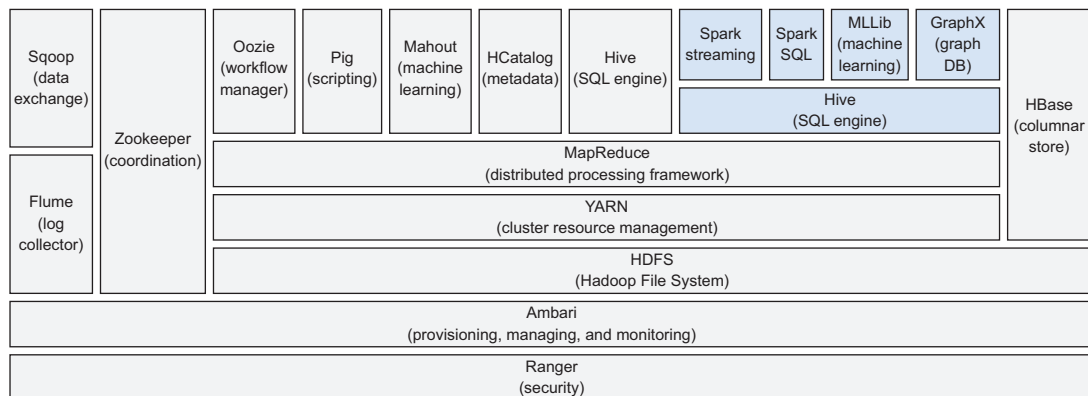 Sqoop
(data
exchange)
Flume
(log
collector)
Zookeeper
(coordination)
Oozie
(workflow
manager)
Pig
(scripting)
Mahout
(machine
learning)
HCatalog
(metadata)
Hive
(SQL engine)
Spark
streaming
Spark
SQL
MLLib
(machine
learning)
GraphX
(graph
DB)
Hive
(SQL engine)
HBase
(columnar
store)
MapReduce
(distributed processing framework)
YARN
(cluster resource management)
HDFS
(Hadoop File System)
Ambari
(provisioning, managing, and monitoring)
Ranger
(security)